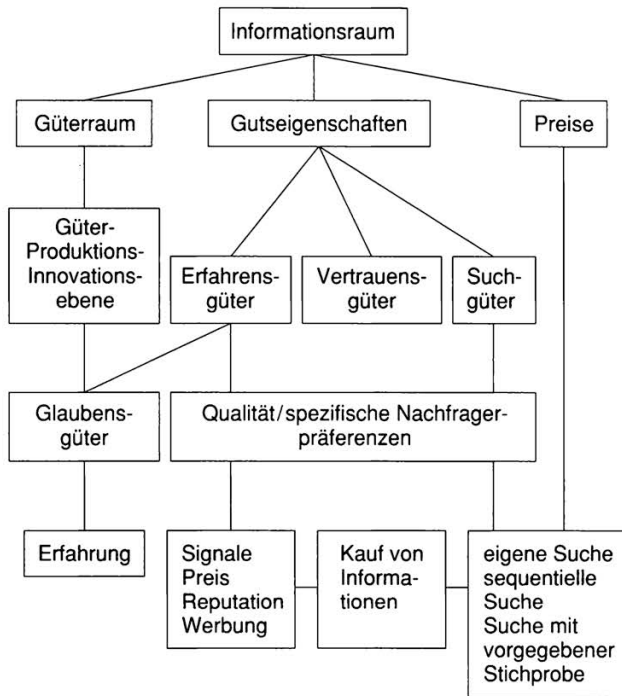 Informationsraum
Güterraum
Gutseigenschaften
Preise
Güter-
Produktions-
Innovations-
ebene
Erfahrens-
güter
Vertrauens-
güter
Such-
güter
Glaubens-
güter
Qualität/spezifische Nachfrager-
präferenzen
Erfahrung
Signale
Preis
Reputation
Werbung
Kauf von
Informa-
tionen
eigene Suche
sequentielle
Suche
Suche mit
vorgegebener
Stichprobe